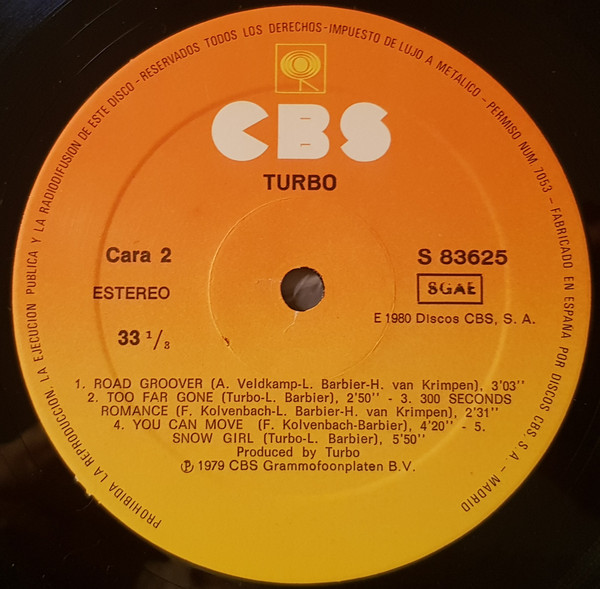 PROHIBIDA LA REPRODUCCION, LA EJECUCION PUBLICA Y LA RADIODIFUSION DE ESTE DISCO - RESERVADOS TODOS LOS DERECHOS - IMPUESTO DE LUJO A METALICO - PERMISO NUM. 7053 - FABRICADO EN ESPAÑA POR DISCOS CBS, S. A. - MADRID
CBS
TURBO
Cara 2
S 83625
ESTEREO
SGAE
E 1980 Discos CBS, S. A.
33 1/3
1. ROAD GROOVER (A. Veldkamp-L. Barbier-H. van Krimpen), 3'03"
2. TOO FAR GONE (Turbo-L. Barbier), 2'50" - 3. 300 SECONDS
ROMANCE (F. Kolvenbach-L. Barbier-H. van Krimpen), 2'31"
4. YOU CAN MOVE (F. Kolvenbach-Barbier), 4'20" - 5.
SNOW GIRL (Turbo-L. Barbier), 5'50"
Produced by Turbo
℗ 1979 CBS Grammofoonplaten B.V.